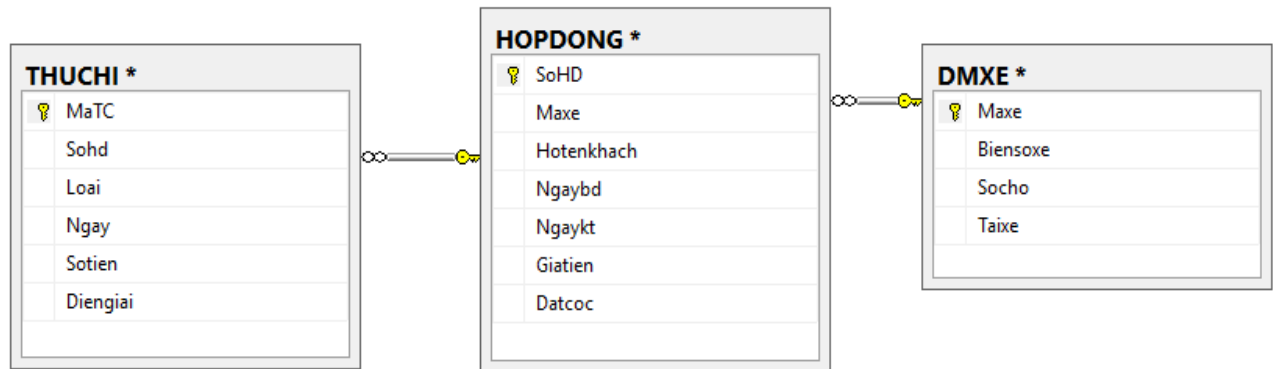 THUCHI *
MaTC
Sohd
Loai
Ngay
Sotien
Diengiai
HOPDONG *
SoHD
Maxe
Hotenkhach
Ngaybd
Ngaykt
Giatien
Datcoc
DMXE *
Maxe
Biensoxe
Socho
Taixe